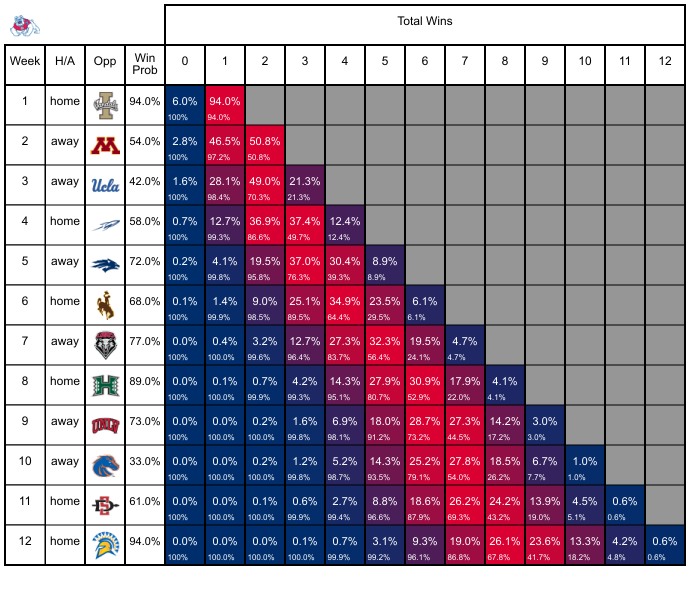 Total Wins
Week H/A Opp Win Prob 0 1 2 3 4 5 6 7 8 9 10 11 12
1 home I Idaho 94.0% 6.0% 94.0%
100% 94.0%
2 away M 54.0% 2.8% 46.5% 50.8%
100% 97.2% 50.8%
3 away Ucla 42.0% 1.6% 28.1% 49.0% 21.3%
100% 98.4% 70.3% 21.3%
4 home 58.0% 0.7% 12.7% 36.9% 37.4% 12.4%
100% 99.3% 86.6% 49.7% 12.4%
5 away 72.0% 0.2% 4.1% 19.5% 37.0% 30.4% 8.9%
100% 99.8% 95.8% 76.3% 39.3% 8.9%
6 home 68.0% 0.1% 1.4% 9.0% 25.1% 34.9% 23.5% 6.1%
100% 99.9% 98.5% 89.5% 64.4% 29.5% 6.1%
7 away 77.0% 0.0% 0.4% 3.2% 12.7% 27.3% 32.3% 19.5% 4.7%
100% 100.0% 99.6% 96.4% 83.7% 56.4% 24.1% 4.7%
8 home H 89.0% 0.0% 0.1% 0.7% 4.2% 14.3% 27.9% 30.9% 17.9% 4.1%
100% 100.0% 99.9% 99.3% 95.1% 80.7% 52.9% 22.0% 4.1%
9 away UNLV 73.0% 0.0% 0.0% 0.2% 1.6% 6.9% 18.0% 28.7% 27.3% 14.2% 3.0%
100% 100.0% 100.0% 99.8% 98.1% 91.2% 73.2% 44.5% 17.2% 3.0%
10 away 33.0% 0.0% 0.0% 0.2% 1.2% 5.2% 14.3% 25.2% 27.8% 18.5% 6.7% 1.0%
100% 100.0% 100.0% 99.8% 98.7% 93.5% 79.1% 54.0% 26.2% 7.7% 1.0%
11 home SD 61.0% 0.0% 0.0% 0.1% 0.6% 2.7% 8.8% 18.6% 26.2% 24.2% 13.9% 4.5% 0.6%
100% 100.0% 100.0% 99.9% 99.4% 96.6% 87.9% 69.3% 43.2% 19.0% 5.1% 0.6%
12 home 94.0% 0.0% 0.0% 0.0% 0.1% 0.7% 3.1% 9.3% 19.0% 26.1% 23.6% 13.3% 4.2% 0.6%
100% 100.0% 100.0% 100.0% 99.9% 99.2% 96.1% 86.8% 67.8% 41.7% 18.2% 4.8% 0.6%